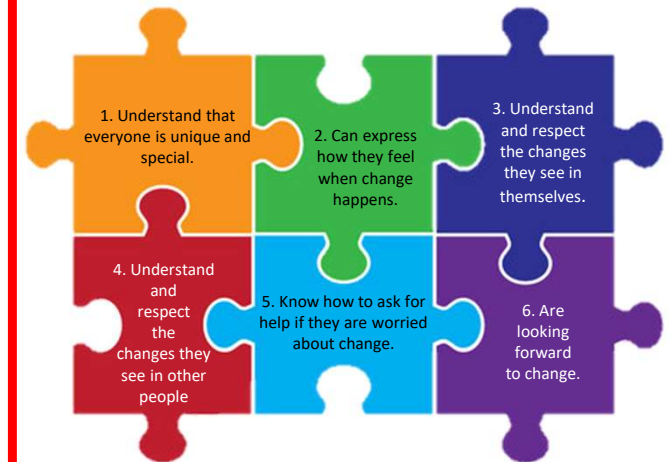 1. Understand that
everyone is unique and
special.
2. Can express
how they feel
when change
happens.
3. Understand
and respect
the changes
they see in
themselves.
4. Understand
and
respect
the
changes they
see in other
people
5. Know how to ask for
help if they are worried
about change.
6. Are
looking
forward
to change.